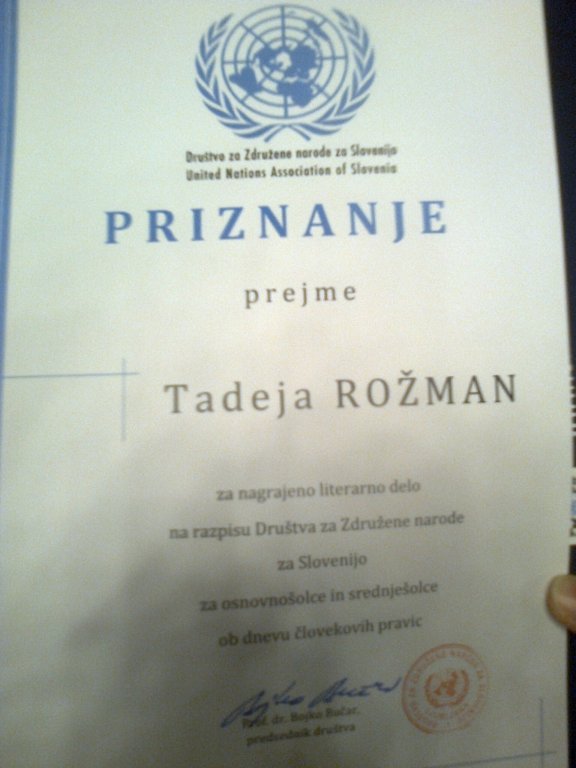 Društvo za Združene narode za Slovenijo
United Nations Association of Slovenia
PRIZNANJE
prejme
Tadeja ROŽMAN
za nagrajeno literarno delo
na razpisu Društva za Združene narode
za Slovenijo
za osnovnošolce in srednješolce
ob dnevu človekovih pravic
Prof. dr. Bojko Bučar,
predsednik društva